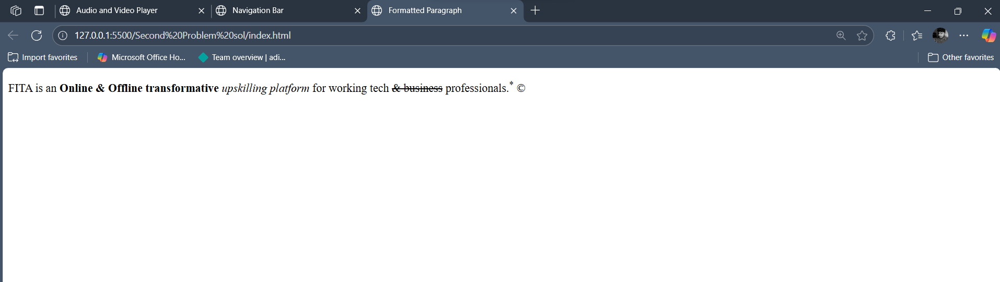 Audio and Video Player
Navigation Bar
Formatted Paragraph
127.0.0.1:5500/Second%20Problem%20sol/index.html
Import favorites
Microsoft Office Ho...
Team overview | adi...
Other favorites
FITA is an Online & Offline transformative upskilling platform for working tech & business professionals.* ©